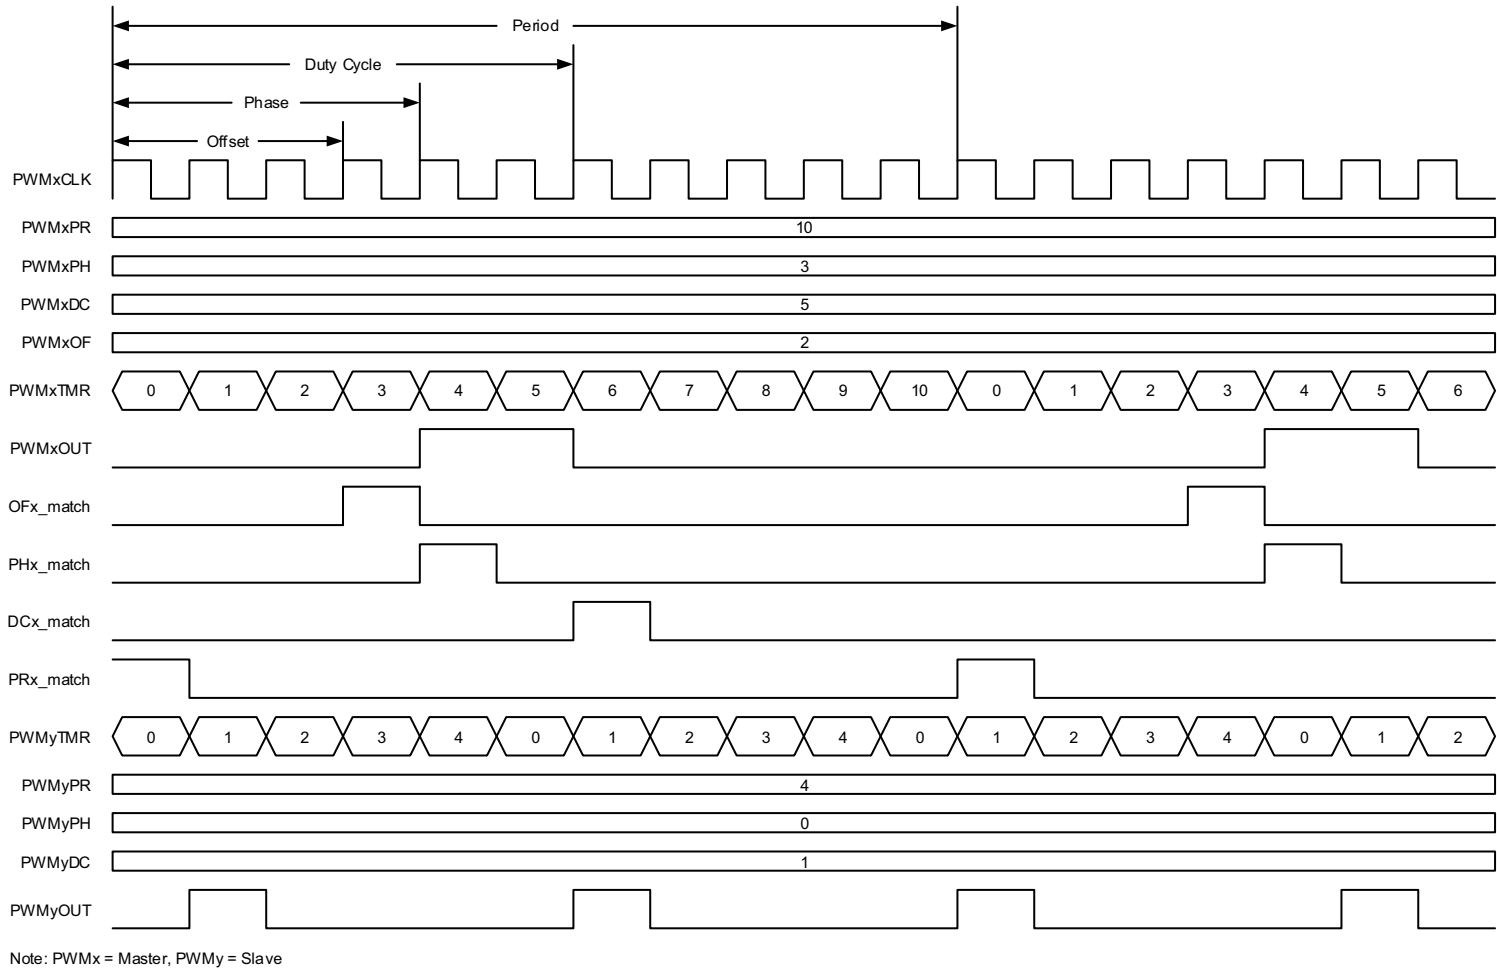 Period
Duty Cycle
Phase
Offset
PWMxCLK
PWMxPR 10
PWMxPH 3
PWMxDC 5
PWMxOF 2
PWMxTMR 0 1 2 3 4 5 6 7 8 9 10 0 1 2 3 4 5 6
PWMxOUT
OFx_match
PHx_match
DCx_match
PRx_match
PWMyTMR 0 1 2 3 4 0 1 2 3 4 0 1 2 3 4 0 1 2
PWMyPR 4
PWMyPH 0
PWMyDC 1
PWMyOUT
Note: PWMx = Master, PWMy = Slave